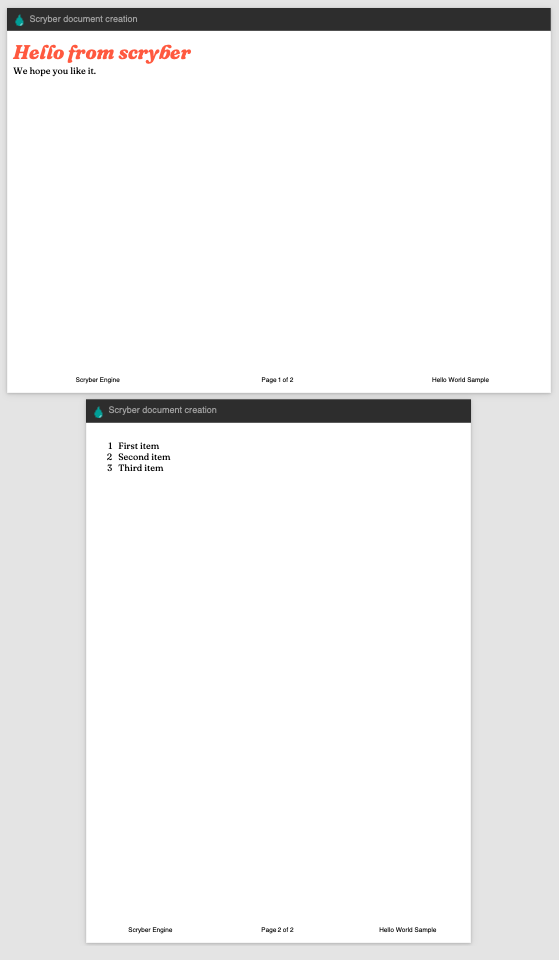 Scryber document creation
Hello from scryber
We hope you like it.
Scryber Engine Page 1 of 2 Hello World Sample
Scryber document creation
1 First item
2 Second item
3 Third item
Scryber Engine Page 2 of 2 Hello World Sample